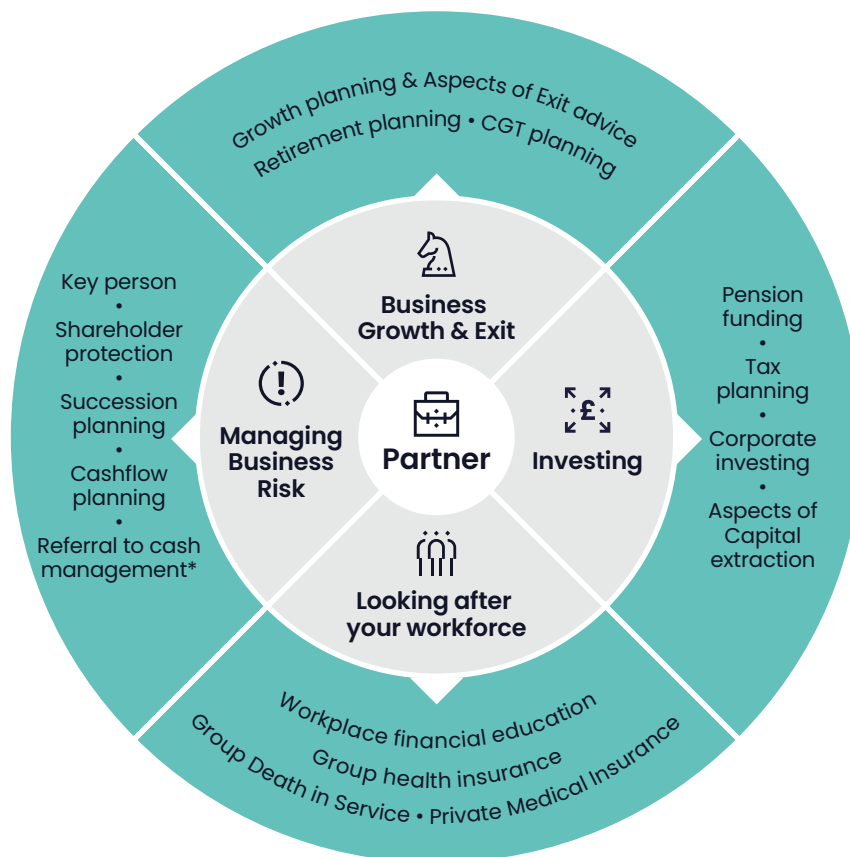 Growth planning & Aspects of Exit advice
Retirement planning • CGT planning
Business
Growth & Exit
Key person
•
Shareholder
protection
•
Succession
planning
•
Cashflow
planning
•
Referral to cash
management*
Managing
Business
Risk
Partner
£
Investing
Pension
funding
•
Tax
planning
•
Corporate
investing
•
Aspects of
Capital
extraction
Looking after
your workforce
Workplace financial education
Group health insurance
Group Death in Service • Private Medical Insurance